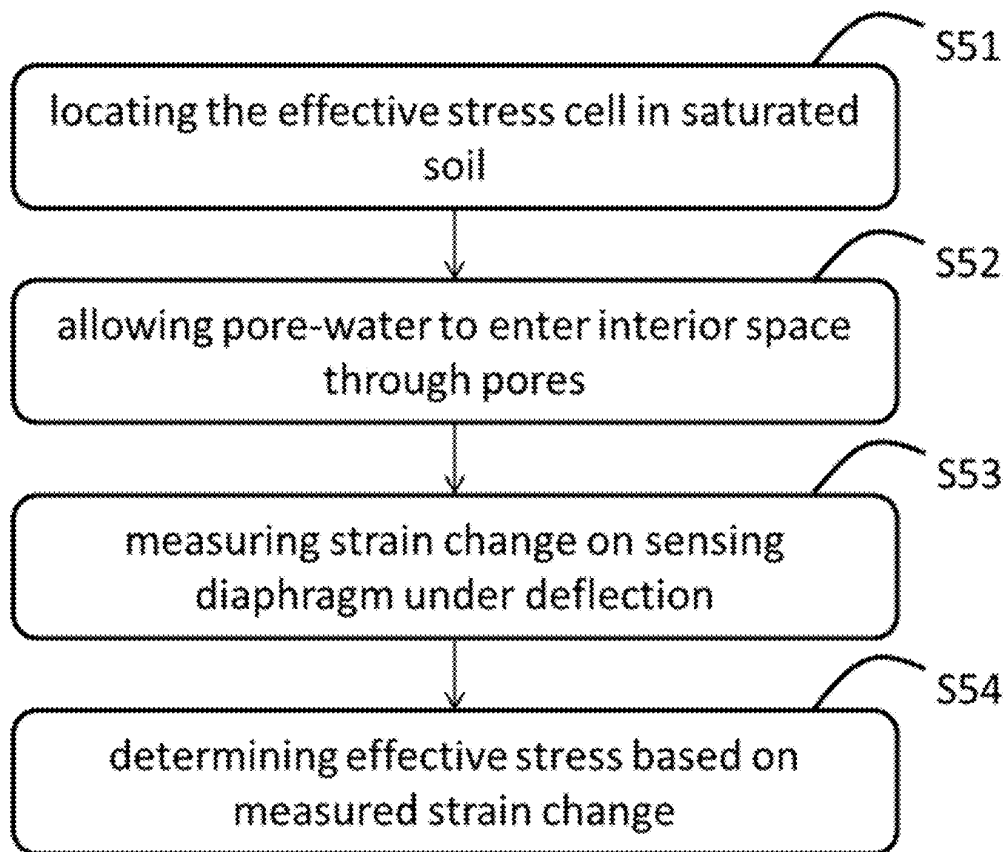 S51
locating the effective stress cell in saturated
soil
S52
allowing pore-water to enter interior space
through pores
S53
measuring strain change on sensing
diaphragm under deflection
S54
determining effective stress based on
measured strain change